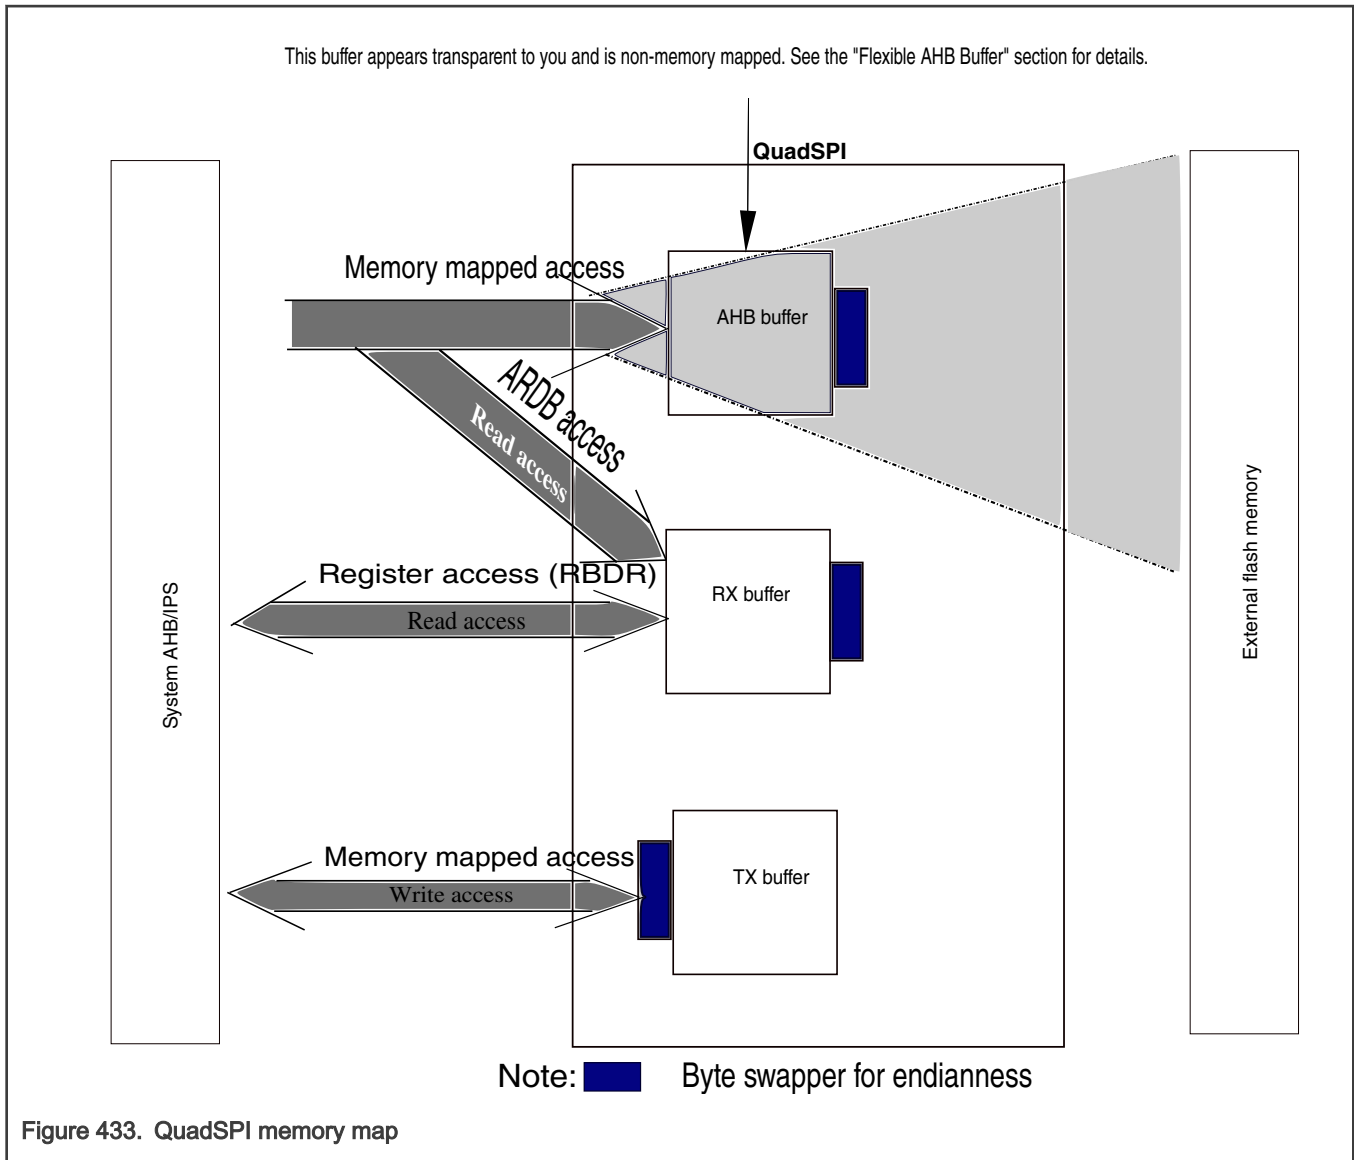 This buffer appears transparent to you and is non-memory mapped. See the "Flexible AHB Buffer" section for details.
QuadSPI
Memory mapped access
AHB buffer
ARDB access
Read access
Register access (RBDR)
RX buffer
Read access
System AHB/IPS
External flash memory
Memory mapped access
TX buffer
Write access
Note: Byte swapper for endianness
Figure 433. QuadSPI memory map